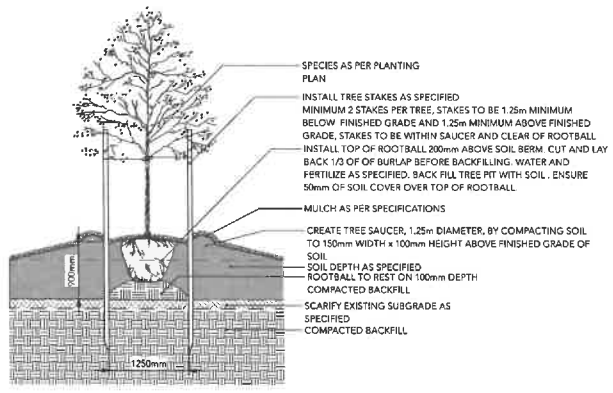 SPECIES AS PER PLANTING
PLAN
INSTALL TREE STAKES AS SPECIFIED
MINIMUM 2 STAKES PER TREE, STAKES TO BE 1.25m MINIMUM
BELOW FINISHED GRADE AND 1.25m MINIMUM ABOVE FINISHED
GRADE, STAKES TO BE WITHIN SAUCER AND CLEAR OF ROOTBALL
INSTALL TOP OF ROOTBALL 200mm ABOVE SOIL BERM. CUT AND LAY
BACK 1/3 OF OF BURLAP BEFORE BACKFILLING. WATER AND
FERTILIZE AS SPECIFIED. BACK FILL TREE PIT WITH SOIL. ENSURE
50mm OF SOIL COVER OVER TOP OF ROOTBALL
MULCH AS PER SPECIFICATIONS
CREATE TREE SAUCER, 1.25m DIAMETER, BY COMPACTING SOIL
TO 150mm WIDTH x 100mm HEIGHT ABOVE FINISHED GRADE OF
SOIL
SOIL DEPTH AS SPECIFIED
ROOTBALL TO REST ON 100mm DEPTH
COMPACTED BACKFILL
900mm
SCARIFY EXISTING SUBGRADE AS
SPECIFIED
COMPACTED BACKFILL
1250mm